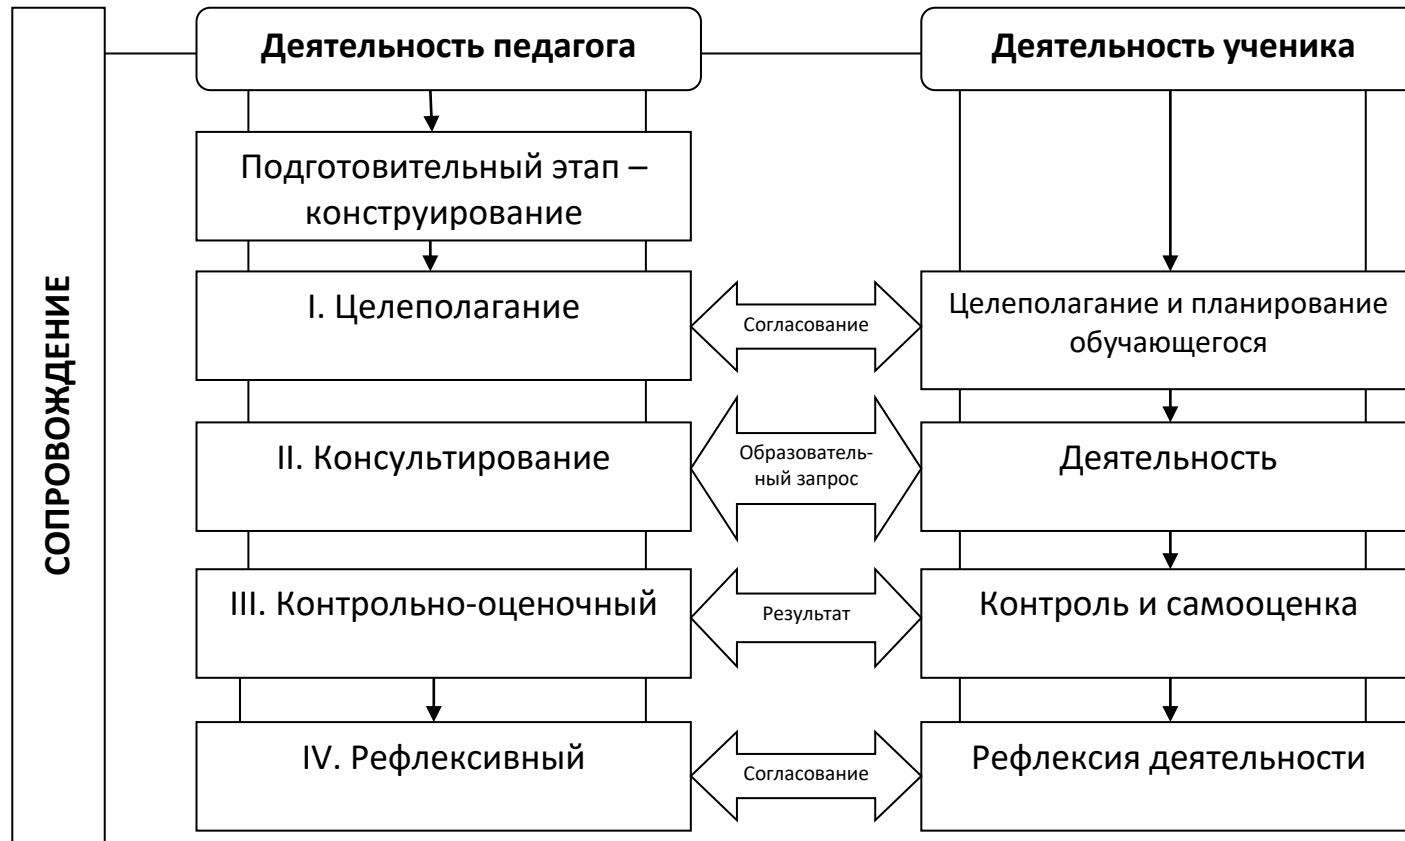 СОПРОВОЖДЕНИЕ
Деятельность педагога
Деятельность ученика
Подготовительный этап –
конструирование
I. Целеполагание
Согласование
Целеполагание и планирование
обучающегося
II. Консультирование
Образователь-
ный запрос
Деятельность
III. Контрольно-оценочный
Результат
Контроль и самооценка
IV. Рефлексивный
Согласование
Рефлексия деятельности